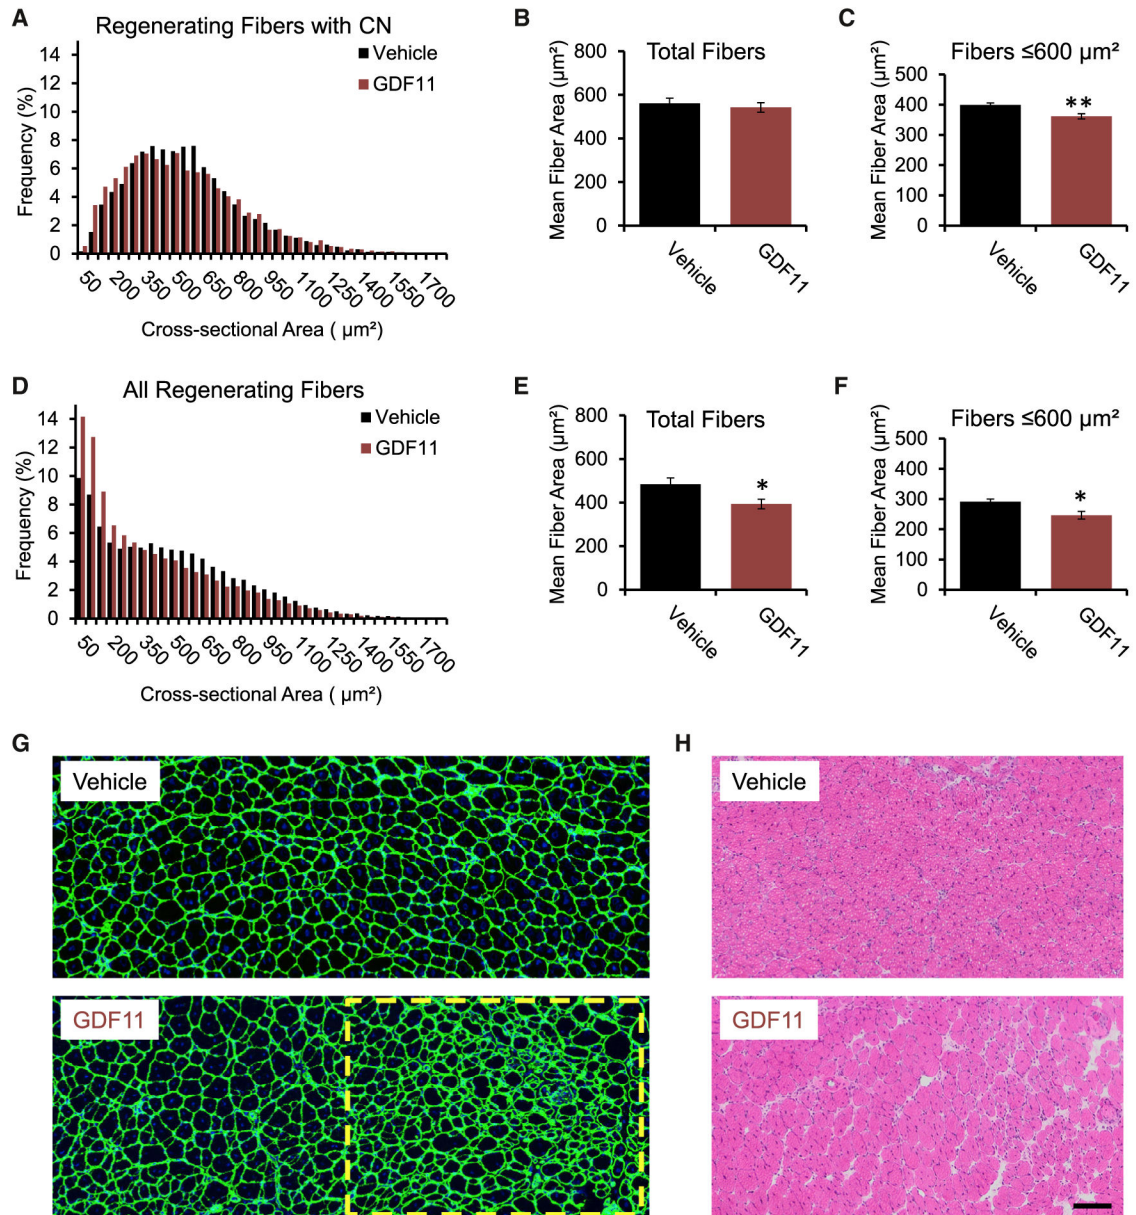 A
Regenerating Fibers with CN
Vehicle
GDF11
Frequency (%)
14
12
10
8
6
4
2
0
50 200 350 500 650 800 950 1100 1250 1400 1550 1700
Cross-sectional Area ( µm²)
B
Total Fibers
Mean Fiber Area (µm²)
800
600
400
200
0
Vehicle GDF11
C
Fibers ≤600 µm²
Mean Fiber Area (µm²)
500
400
300
200
100
0
**
Vehicle GDF11
D
All Regenerating Fibers
Vehicle
GDF11
Frequency (%)
14
12
10
8
6
4
2
0
50 200 350 500 650 800 950 1100 1250 1400 1550 1700
Cross-sectional Area ( µm²)
E
Total Fibers
Mean Fiber Area (µm²)
800
600
400
200
0
*
Vehicle GDF11
F
Fibers ≤600 µm²
Mean Fiber Area (µm²)
500
400
300
200
100
0
*
Vehicle GDF11
G
Vehicle
GDF11
H
Vehicle
GDF11